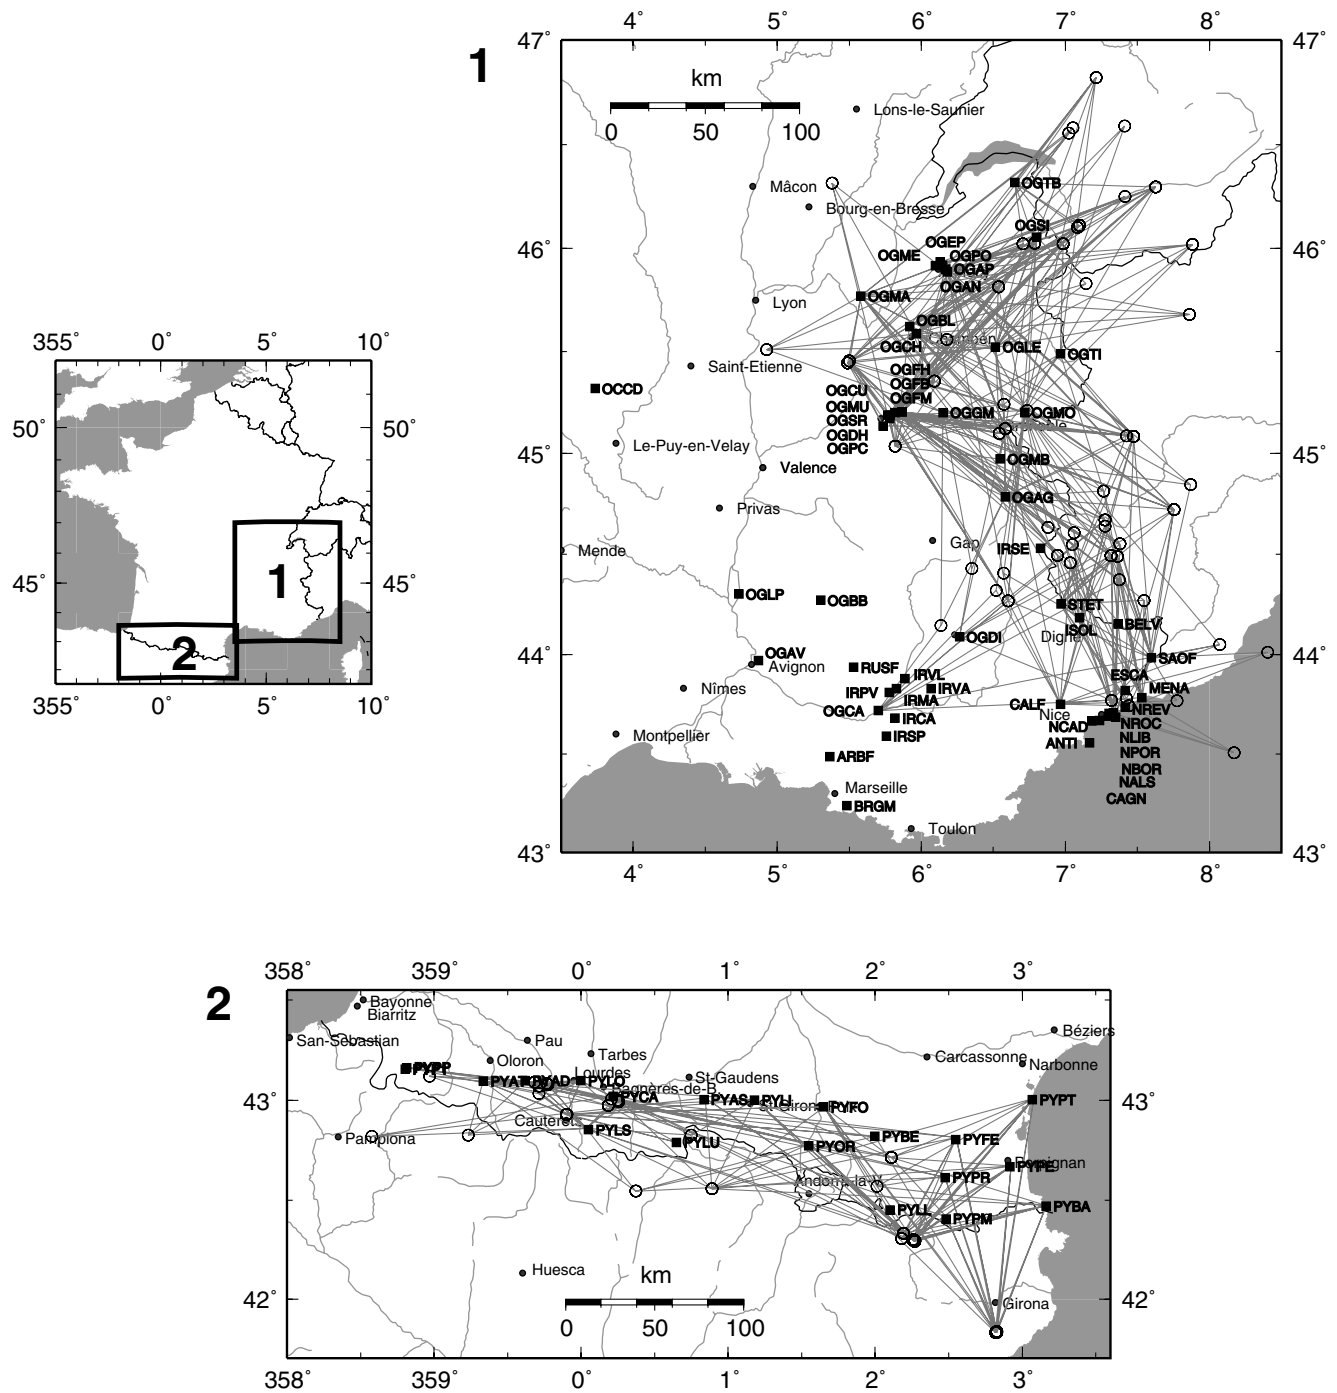 1
4˚ 5˚ 6˚ 7˚ 8˚
47˚ 47˚
km
0 50 100
Lons-le-Saunier
Mâcon
Bourg-en-Bresse
OGTB
OGSI
OGEP
OGME
OGPO
OGAP
OGAN
46˚ 46˚
OGMA
Lyon
OGBL
OGCH
OGLE
OGTI
Saint-Etienne
OGFH
OGFB
OGFM
OCCD
OGCU
OGMU
OGSR
OGDH
OGPC
OGGM
OGMO
Le-Puy-en-Velay
45˚ 45˚
Valence
OGMB
OGAG
Privas
Gap
IRSE
Mende
OGLP
OGBB
STET
ISOL
BELV
OGDI
Digne
OGAV
Avignon
44˚ 44˚
SAOF
RUSF
IRVL
IRVA
IRPV
IRMA
Nîmes
OGCA
IRCA
IRSP
ESCA
MENA
CALF
Nice
NREV
NCAD
NROC
ANTI
NLIB
NPOR
NBOR
NALS
CAGN
Montpellier
ARBF
Marseille
BRGM
Toulon
43˚ 43˚
5˚ 6˚ 7˚ 8˚
355˚ 0˚ 5˚ 10˚
50˚ 50˚
45˚ 45˚
1
2
355˚ 0˚ 5˚ 10˚
2
358˚ 359˚ 0˚ 1˚ 2˚ 3˚
Bayonne
Biarritz
San-Sebastian
Pau
Oloron
Tarbes
Lourdes
Bagnères-de-B
St-Gaudens
St-Girons
Carcassonne
Béziers
Narbonne
PYPP
PYAT
PYAD
PYLO
PYCA
PYAS
PYLI
PYFO
PYPT
43˚ 43˚
Cauterets
Pamplona
PYLS
PYLU
PYOR
PYBE
PYFE
Perpignan
PYPE
PYPR
Andorra-la-V
PYLL
PYPM
PYBA
Huesca
km
0 50 100
Girona
42˚ 42˚
358˚ 359˚ 0˚ 1˚ 2˚ 3˚